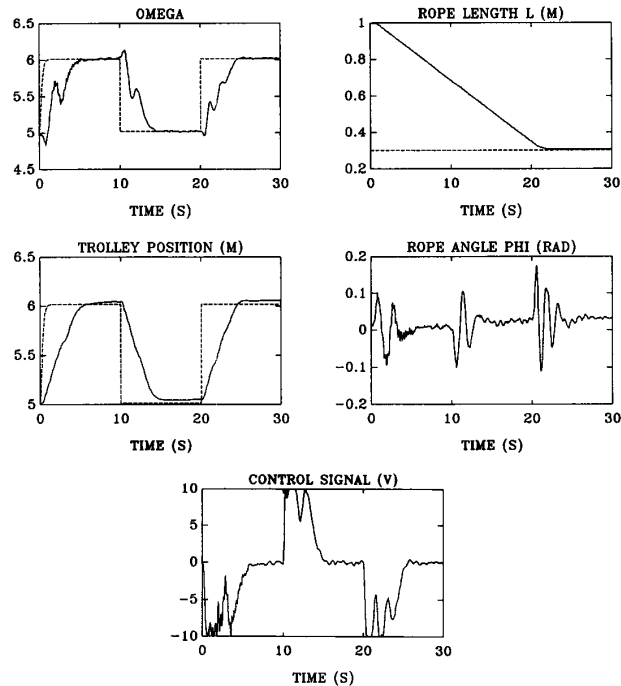 OMEGA
6.5
6
5.5
5
4.5
0 10 20 30
TIME (S)
ROPE LENGTH L (M)
1
0.8
0.6
0.4
0.2
0 10 20 30
TIME (S)
TROLLEY POSITION (M)
6.5
6
5.5
5
0 10 20 30
TIME (S)
ROPE ANGLE PHI (RAD)
0.2
0.1
0
-0.1
-0.2
0 10 20 30
TIME (S)
CONTROL SIGNAL (V)
10
5
0
-5
-10
0 10 20 30
TIME (S)